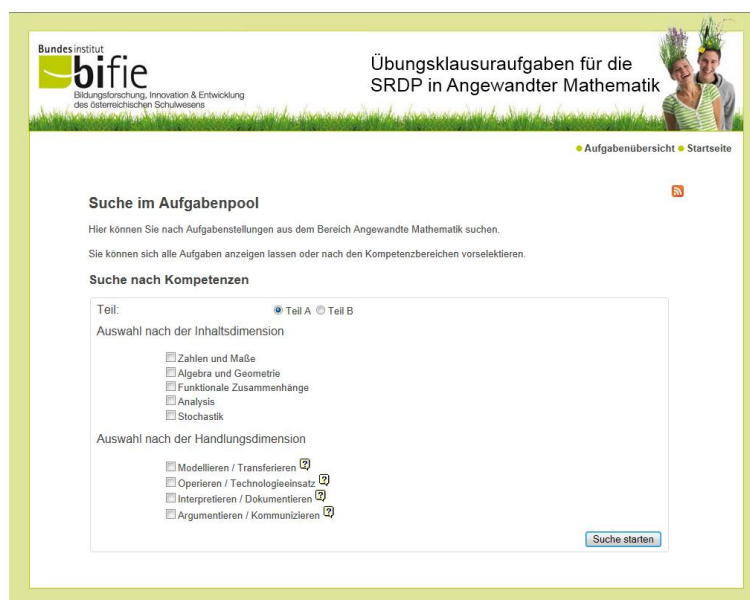 Bundesinstitut
bifie
Bildungsforschung, Innovation & Entwicklung
des österreichischen Schulwesens
Übungsklausuraufgaben für die
SRDP in Angewandter Mathematik
Aufgabenübersicht Startseite
Suche im Aufgabenpool
Hier können Sie nach Aufgabenstellungen aus dem Bereich Angewandte Mathematik suchen.
Sie können sich alle Aufgaben anzeigen lassen oder nach den Kompetenzbereichen vorselektieren.
Suche nach Kompetenzen
Teil: Teil A Teil B
Auswahl nach der Inhaltsdimension
Zahlen und Maße
Algebra und Geometrie
Funktionale Zusammenhänge
Analysis
Stochastik
Auswahl nach der Handlungsdimension
Modellieren / Transferieren ?
Operieren / Technologieeinsatz ?
Interpretieren / Dokumentieren ?
Argumentieren / Kommunizieren ?
Suche starten